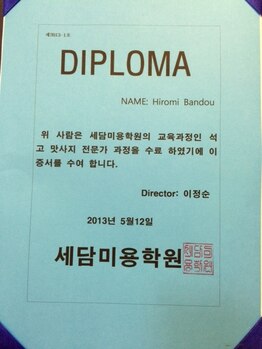 DIPLOMA
NAME: Hiromi Bandou
위 사람은 세담미용학원의 교육과정인 석
고 맛사지 전문가 과정을 수료 하였기에 이
증서를 수여 합니다.
Director: 이정순
2013년 5월12일
세담미용학원